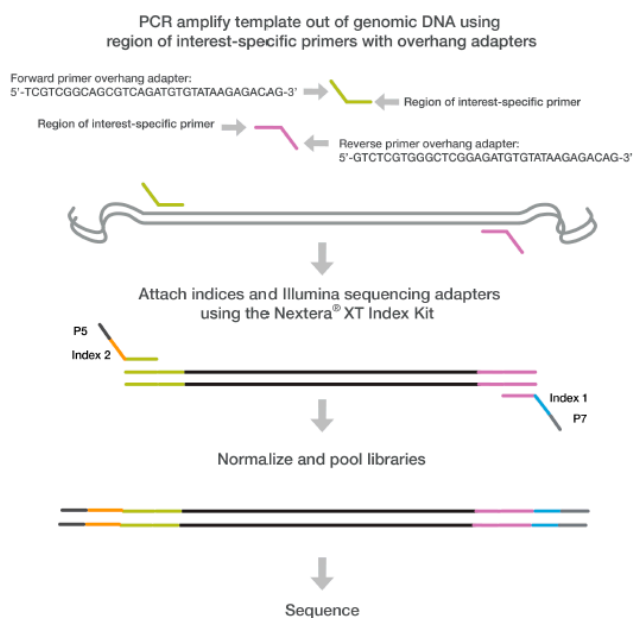 PCR amplify template out of genomic DNA using
region of interest-specific primers with overhang adapters
Forward primer overhang adapter:
5'-TCGTCGGCAGCGTCAGATGTGTATAAGAGACAG-3'
Region of interest-specific primer
Region of interest-specific primer
Reverse primer overhang adapter:
5'-GTCTCGTGGGCTCGGAGATGTGTATAAGAGACAG-3'
Attach indices and Illumina sequencing adapters
using the Nextera® XT Index Kit
P5
Index 2
Index 1
P7
Normalize and pool libraries
Sequence